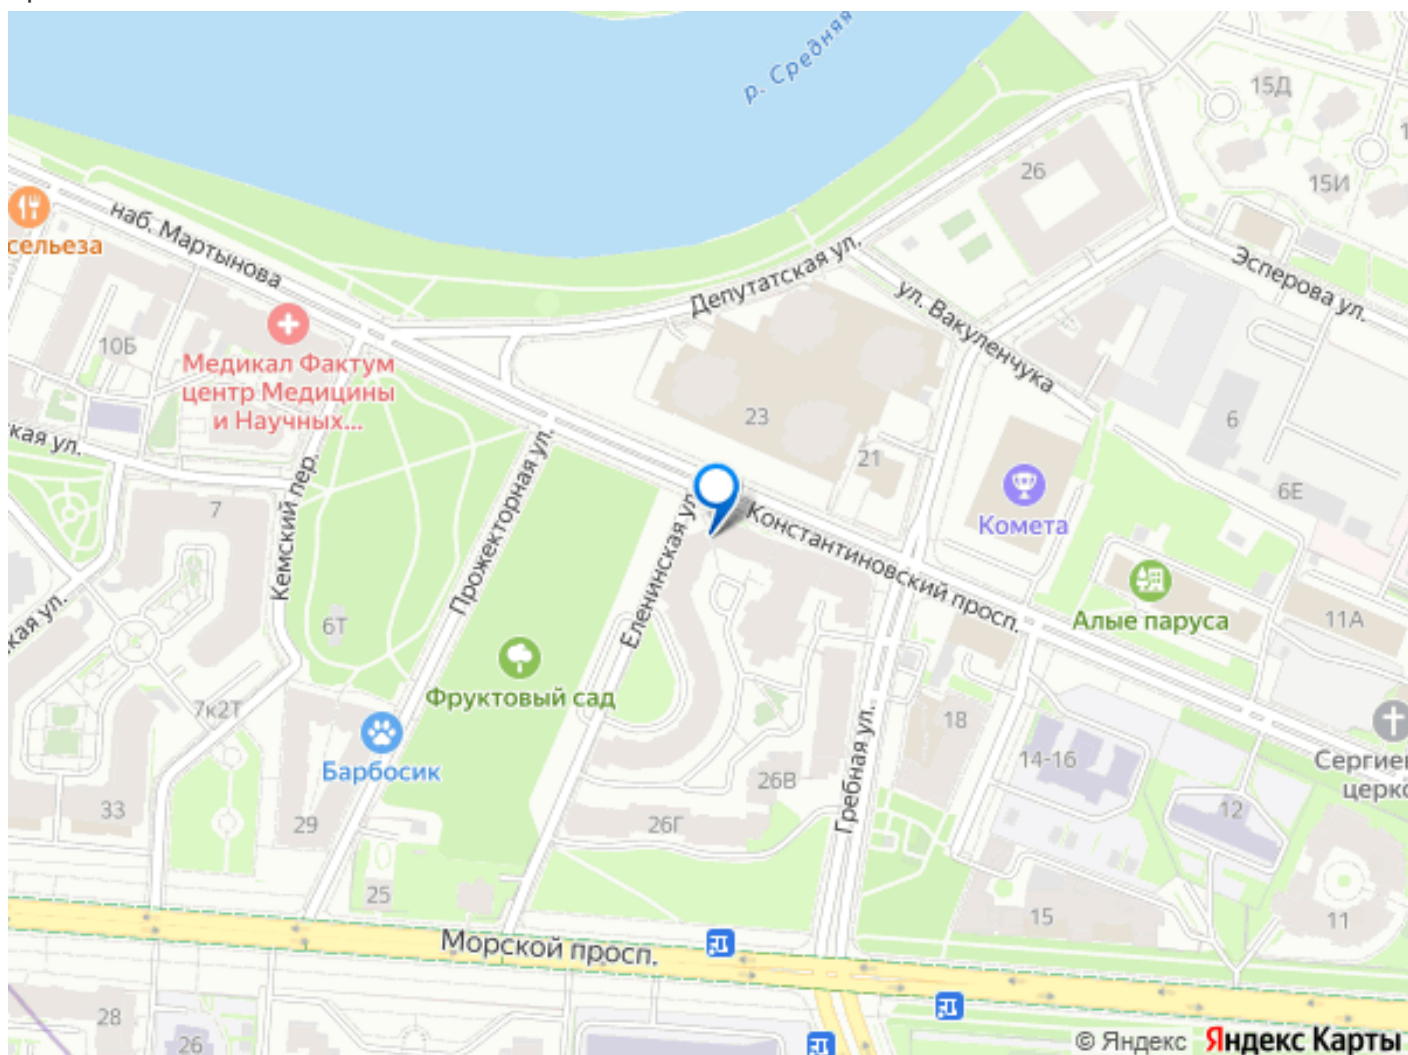 р. Средняя
15Д
15И
26
наб. Мартынова
сельеза
Депутатская ул.
ул. Вакуленчука
Эсперова ул.
10Б
Медикал Фактум
центр Медицины
и Научных...
23
21
6
6Е
кая ул.
7
Кемский пер.
Прожекторная ул.
Еленинская ул.
Константиновский просп.
Комета
Алые паруса
11А
6Т
Фруктовый сад
7к2Т
Барбосик
33
29
25
26В
26Г
Гребная ул.
18
14-16
12
Сергиев
церко
15
11
кая ул.
Морской просп.
28
26
© Яндекс Яндекс Карты